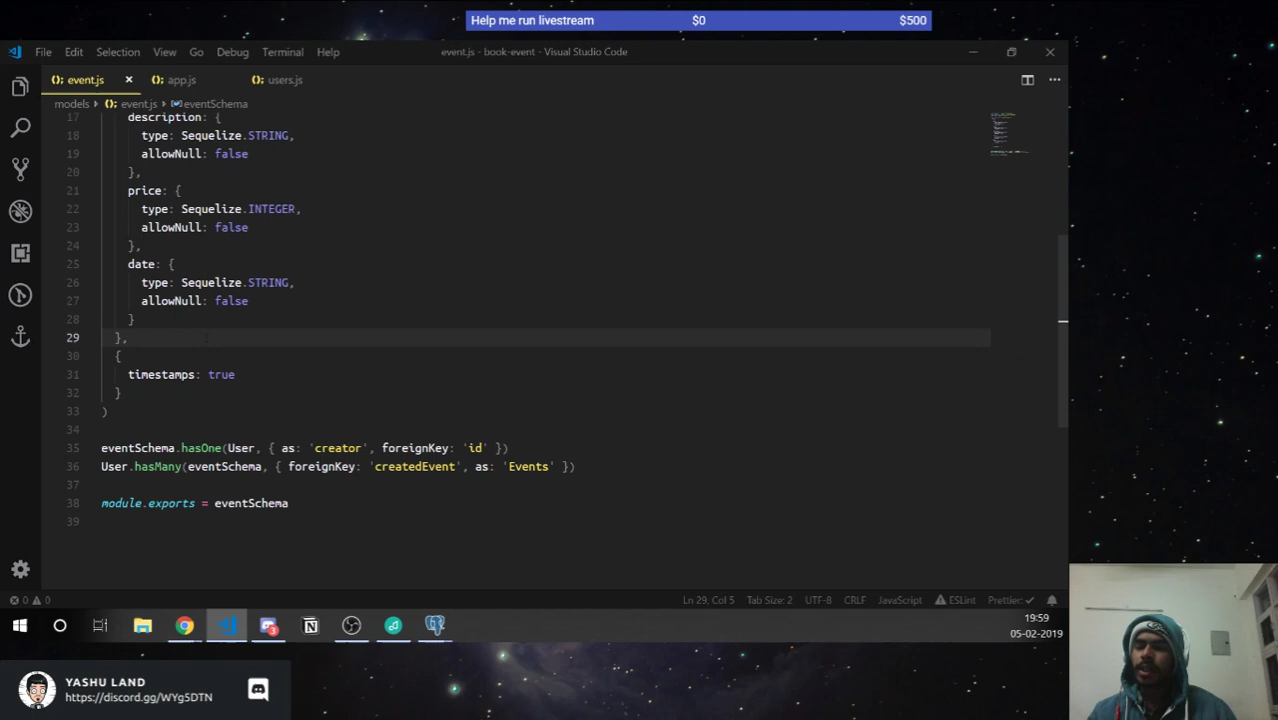 Help me run livestream $0 $500
File Edit Selection View Go Debug Terminal Help event.js - book-event - Visual Studio Code
event.js app.js users.js
models event.js eventSchema
17 description: {
18 type: Sequelize.STRING,
19 allowNull: false
20 },
21 price: {
22 type: Sequelize.INTEGER,
23 allowNull: false
24 },
25 date: {
26 type: Sequelize.STRING,
27 allowNull: false
28 }
29 },
30 {
31 timestamps: true
32 }
33 )
34
35 eventSchema.hasOne(User, { as: 'creator', foreignKey: 'id' })
36 User.hasMany(eventSchema, { foreignKey: 'createdEvent', as: 'Events' })
37
38 module.exports = eventSchema
39
0 0 Ln 29, Col 5 Tab Size: 2 UTF-8 CRLF JavaScript ESLint Prettier:
3 19:59
05-02-2019
YASHU LAND
https://discord.gg/WYg5DTN